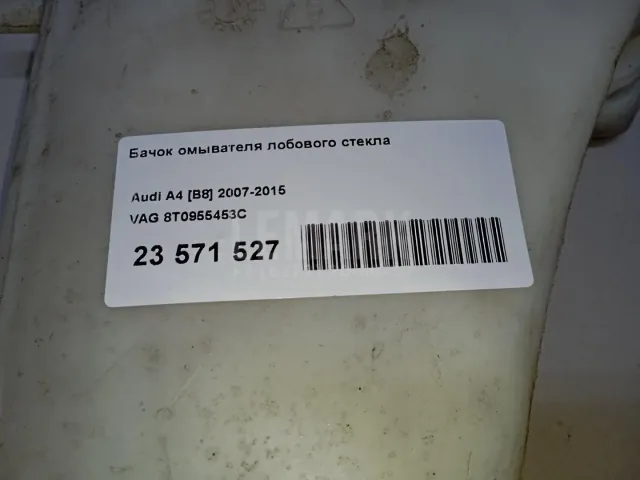 Бачок омывателя лобового стекла
Audi A4 [B8] 2007-2015
VAG 8T0955453C
23 571 527